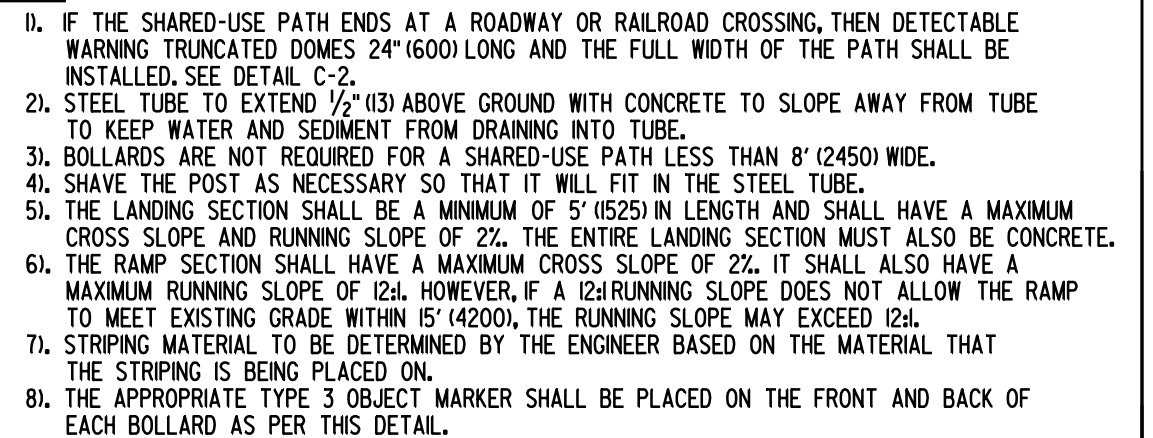 1). IF THE SHARED-USE PATH ENDS AT A ROADWAY OR RAILROAD CROSSING, THEN DETECTABLE
WARNING TRUNCATED DOMES 24" (600) LONG AND THE FULL WIDTH OF THE PATH SHALL BE
INSTALLED. SEE DETAIL C-2.
2). STEEL TUBE TO EXTEND 1/2" (13) ABOVE GROUND WITH CONCRETE TO SLOPE AWAY FROM TUBE
TO KEEP WATER AND SEDIMENT FROM DRAINING INTO TUBE.
3). BOLLARDS ARE NOT REQUIRED FOR A SHARED-USE PATH LESS THAN 8' (2450) WIDE.
4). SHAVE THE POST AS NECESSARY SO THAT IT WILL FIT IN THE STEEL TUBE.
5). THE LANDING SECTION SHALL BE A MINIMUM OF 5' (1525) IN LENGTH AND SHALL HAVE A MAXIMUM
CROSS SLOPE AND RUNNING SLOPE OF 2%. THE ENTIRE LANDING SECTION MUST ALSO BE CONCRETE.
6). THE RAMP SECTION SHALL HAVE A MAXIMUM CROSS SLOPE OF 2%. IT SHALL ALSO HAVE A
MAXIMUM RUNNING SLOPE OF 12:1. HOWEVER, IF A 12:1 RUNNING SLOPE DOES NOT ALLOW THE RAMP
TO MEET EXISTING GRADE WITHIN 15' (4200), THE RUNNING SLOPE MAY EXCEED 12:1.
7). STRIPING MATERIAL TO BE DETERMINED BY THE ENGINEER BASED ON THE MATERIAL THAT
THE STRIPING IS BEING PLACED ON.
8). THE APPROPRIATE TYPE 3 OBJECT MARKER SHALL BE PLACED ON THE FRONT AND BACK OF
EACH BOLLARD AS PER THIS DETAIL.